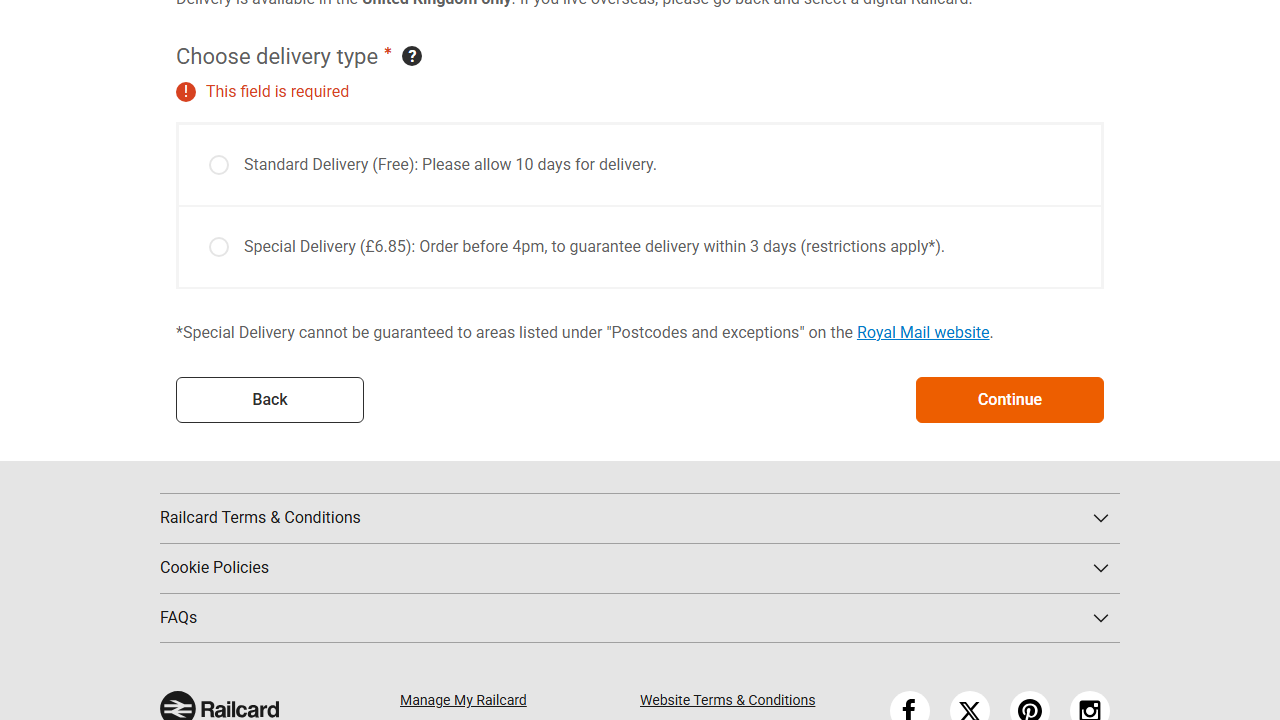 Delivery is available in the United Kingdom only. If you live overseas, please go back and select a digital Railcard.
Choose delivery type * ?
! This field is required
Standard Delivery (Free): Please allow 10 days for delivery.
Special Delivery (£6.85): Order before 4pm, to guarantee delivery within 3 days (restrictions apply*).
*Special Delivery cannot be guaranteed to areas listed under "Postcodes and exceptions" on the Royal Mail website.
Back
Continue
Railcard Terms & Conditions
Cookie Policies
FAQs
Railcard
Manage My Railcard
Website Terms & Conditions